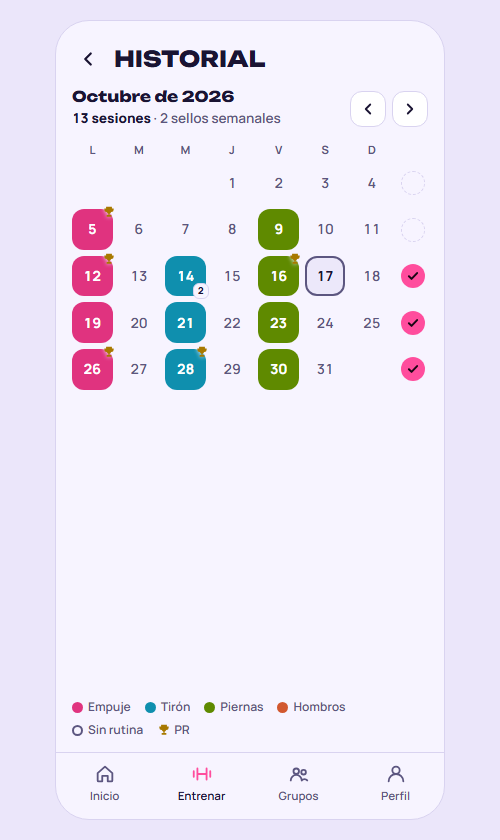 HISTORIAL
Octubre de 2026
13 sesiones · 2 sellos semanales
L M M J V S D
1 2 3 4
5 6 7 8 9 10 11
12 13 14 2 15 16 17 18
19 20 21 22 23 24 25
26 27 28 29 30 31
Empuje Tirón Piernas Hombros
Sin rutina PR
Inicio Entrenar Grupos Perfil